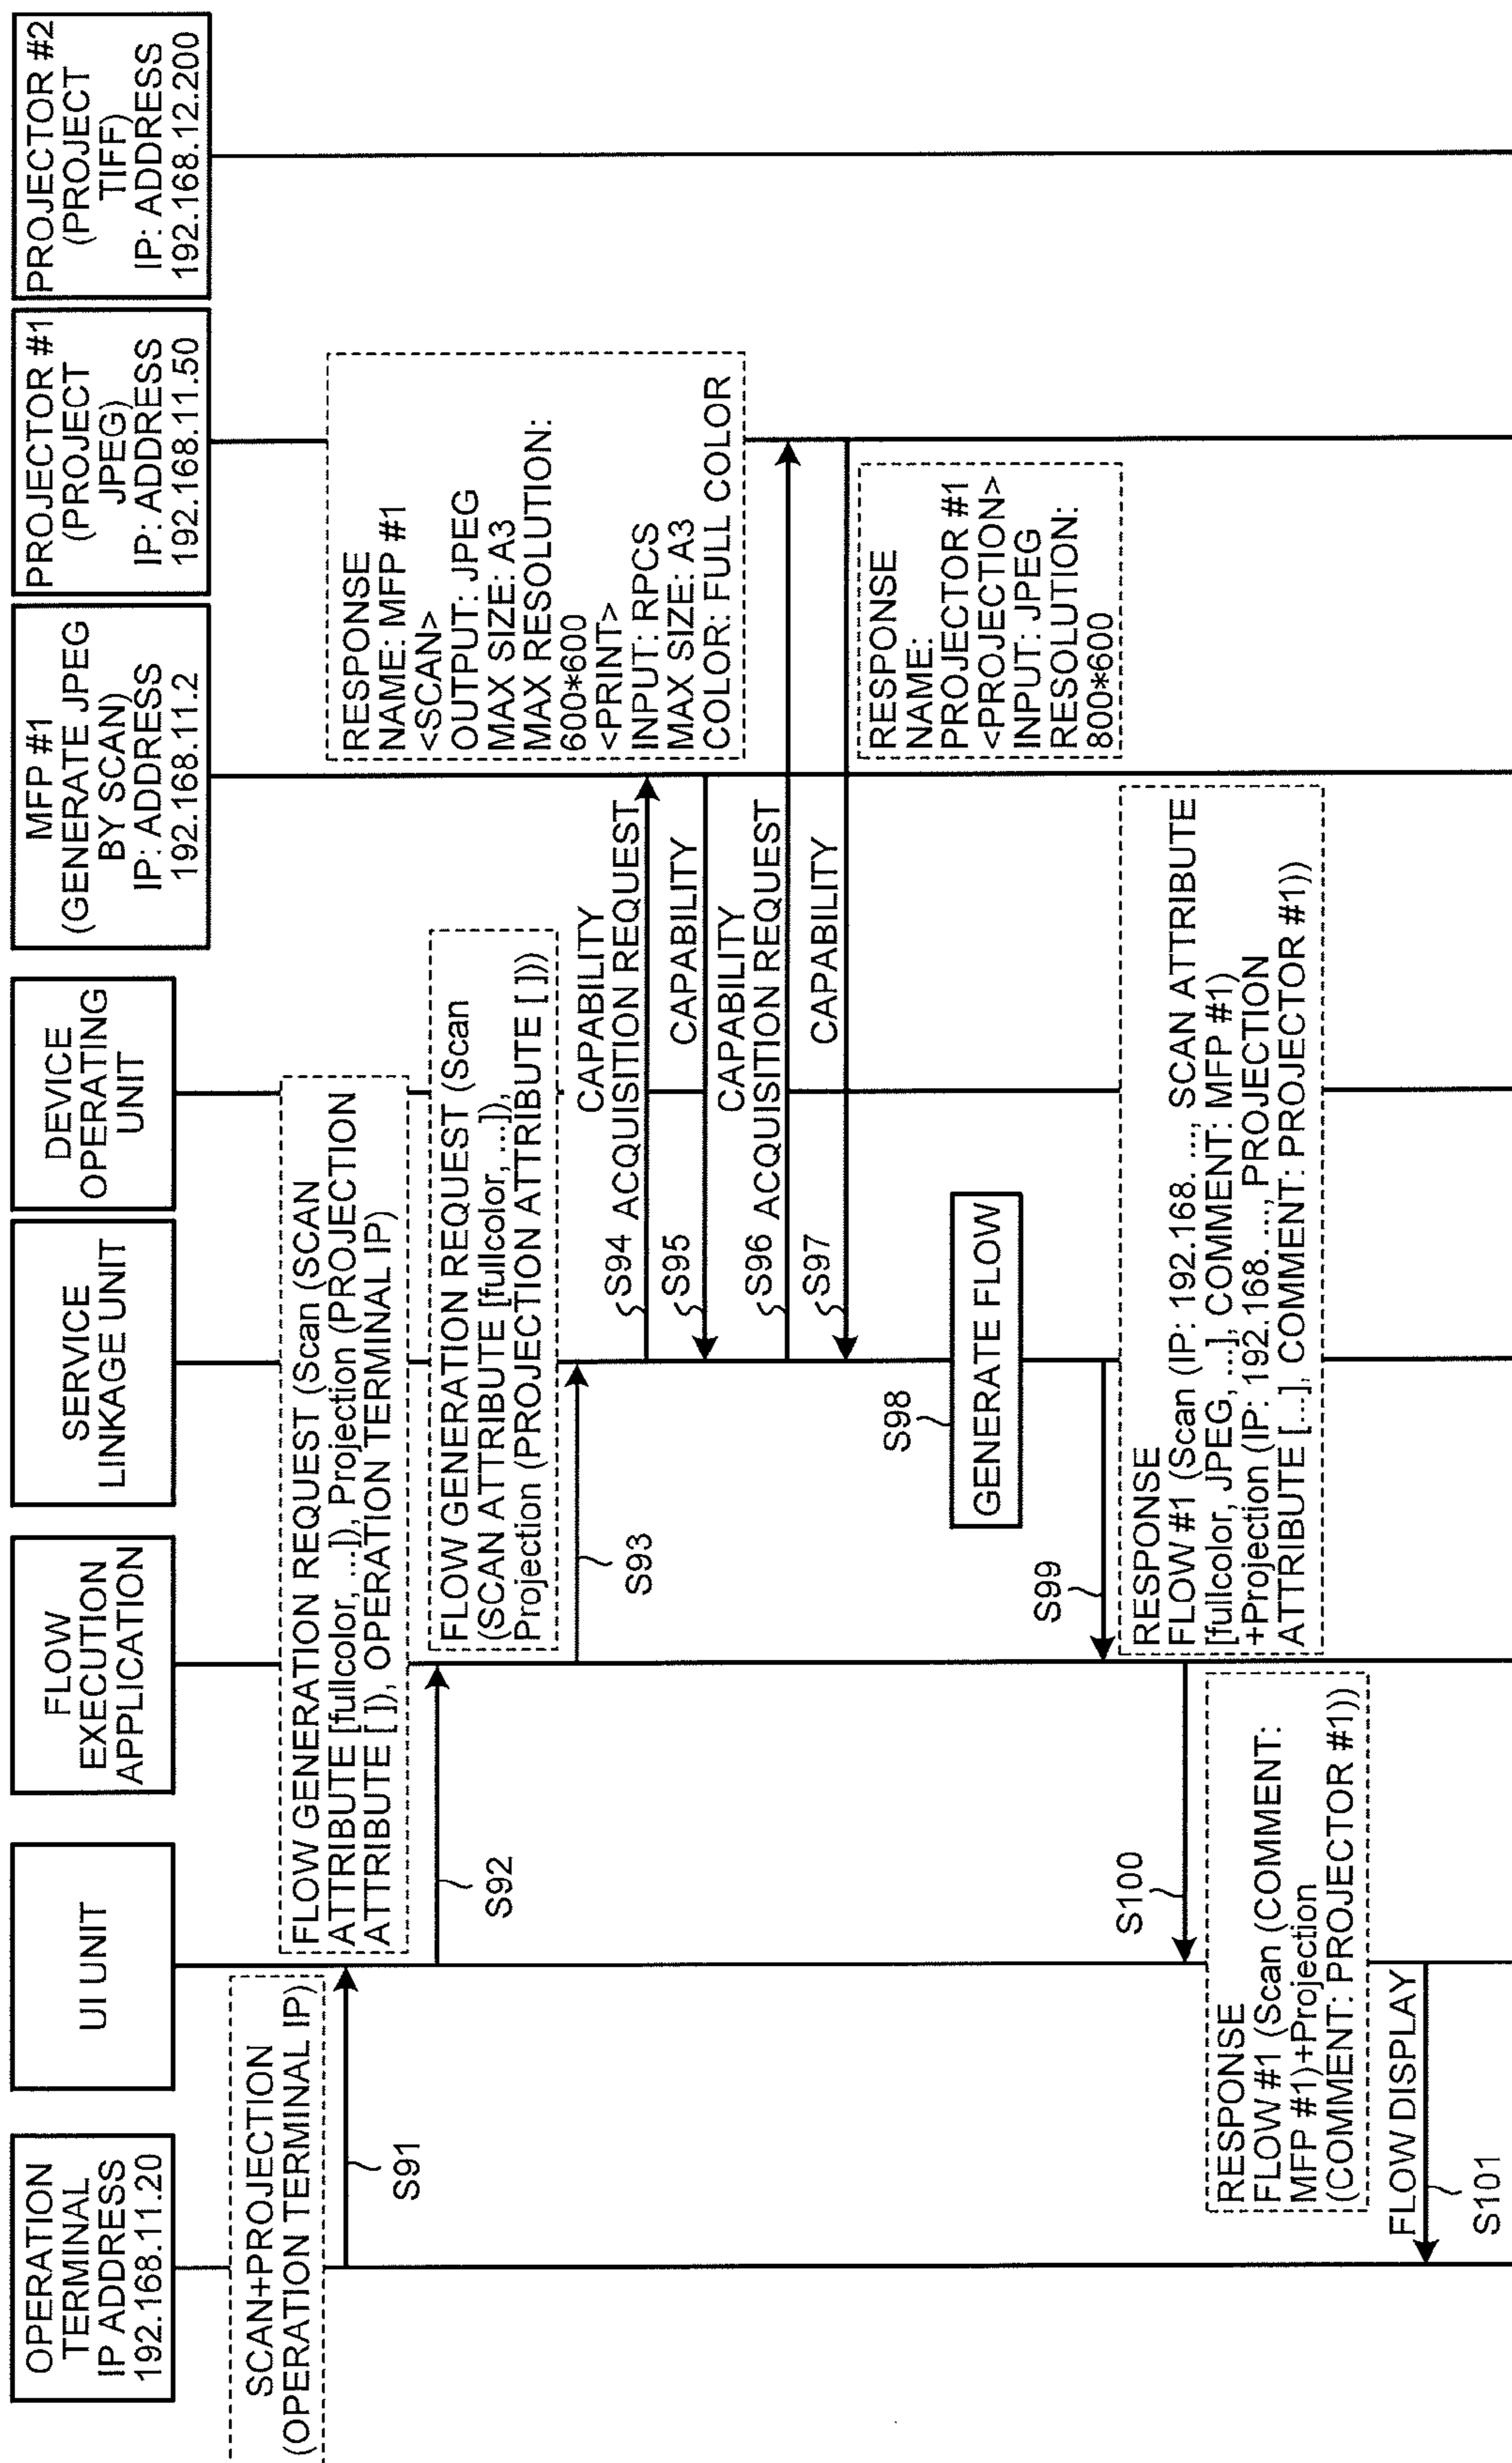 OPERATION
TERMINAL
IP ADDRESS
192.168.11.20
UI UNIT
FLOW
EXECUTION
APPLICATION
SERVICE
LINKAGE UNIT
DEVICE
OPERATING
UNIT
MFP #1
(GENERATE JPEG
BY SCAN)
IP: ADDRESS
192.168.11.2
PROJECTOR #1
(PROJECT
JPEG)
IP: ADDRESS
192.168.11.50
PROJECTOR #2
(PROJECT
TIFF)
IP: ADDRESS
192.168.12.200
SCAN+PROJECTION
(OPERATION TERMINAL IP)
S91
FLOW GENERATION REQUEST (Scan (SCAN
ATTRIBUTE [fullcolor, ...]), Projection (PROJECTION
ATTRIBUTE [ ]), OPERATION TERMINAL IP)
S92
FLOW GENERATION REQUEST (Scan
(SCAN ATTRIBUTE [fullcolor, ...]),
Projection (PROJECTION ATTRIBUTE [ ]))
S93
CAPABILITY
S94 ACQUISITION REQUEST
RESPONSE
NAME: MFP #1
<SCAN>
OUTPUT: JPEG
MAX SIZE: A3
MAX RESOLUTION:
600*600
<PRINT>
INPUT: RPCS
MAX SIZE: A3
COLOR: FULL COLOR
S95 CAPABILITY
CAPABILITY
S96 ACQUISITION REQUEST
S97 CAPABILITY
RESPONSE
NAME:
PROJECTOR #1
<PROJECTION>
INPUT: JPEG
RESOLUTION:
800*600
S98
GENERATE FLOW
S99
RESPONSE
FLOW #1 (Scan (IP: 192.168. ..., SCAN ATTRIBUTE
[fullcolor, JPEG, ...], COMMENT: MFP #1)
+Projection (IP: 192.168. ..., PROJECTION
ATTRIBUTE [...], COMMENT: PROJECTOR #1))
S100
RESPONSE
FLOW #1 (Scan (COMMENT:
MFP #1)+Projection
(COMMENT: PROJECTOR #1))
FLOW DISPLAY
S101